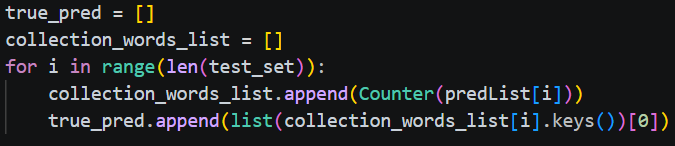 true_pred = []
collection_words_list = []
for i in range(len(test_set)):
    collection_words_list.append(Counter(predList[i]))
    true_pred.append(list(collection_words_list[i].keys())[0])